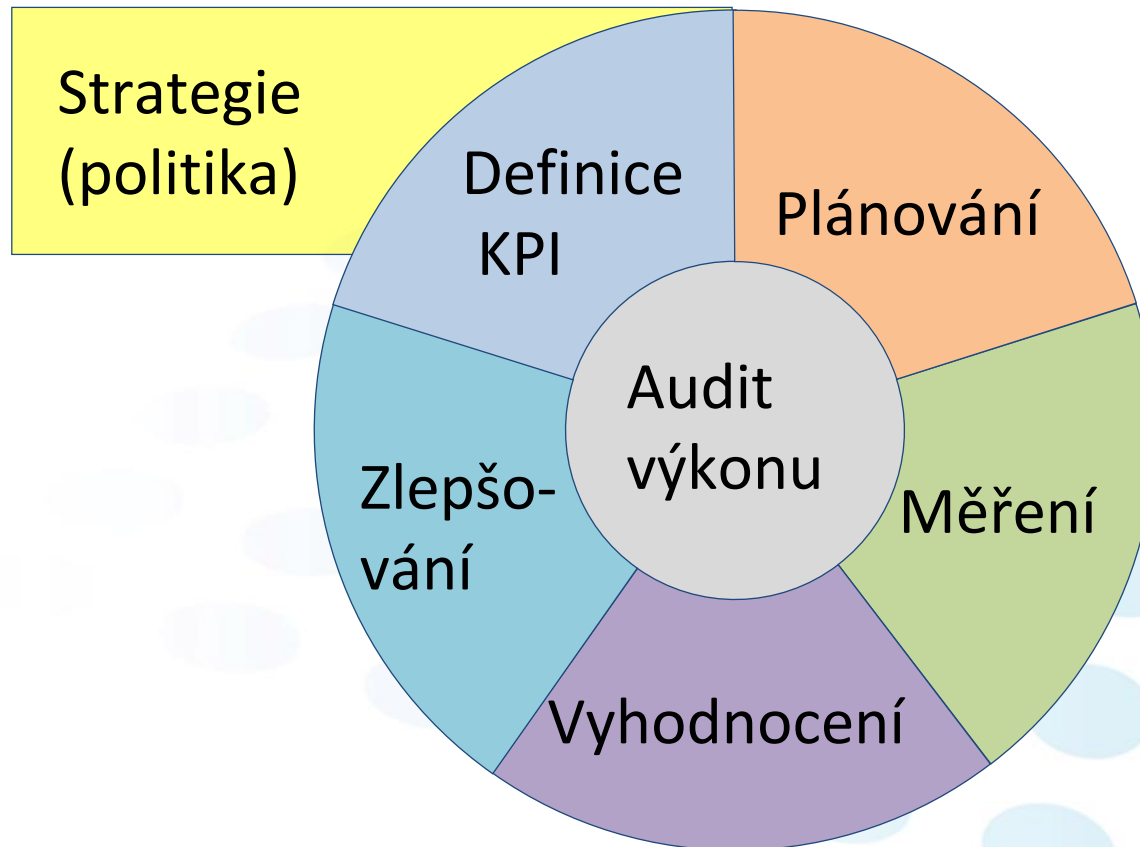 Strategie
(politika)
Definice
KPI
Plánování
Audit
výkonu
Měření
Vyhodnocení
Zlepšo-
vání